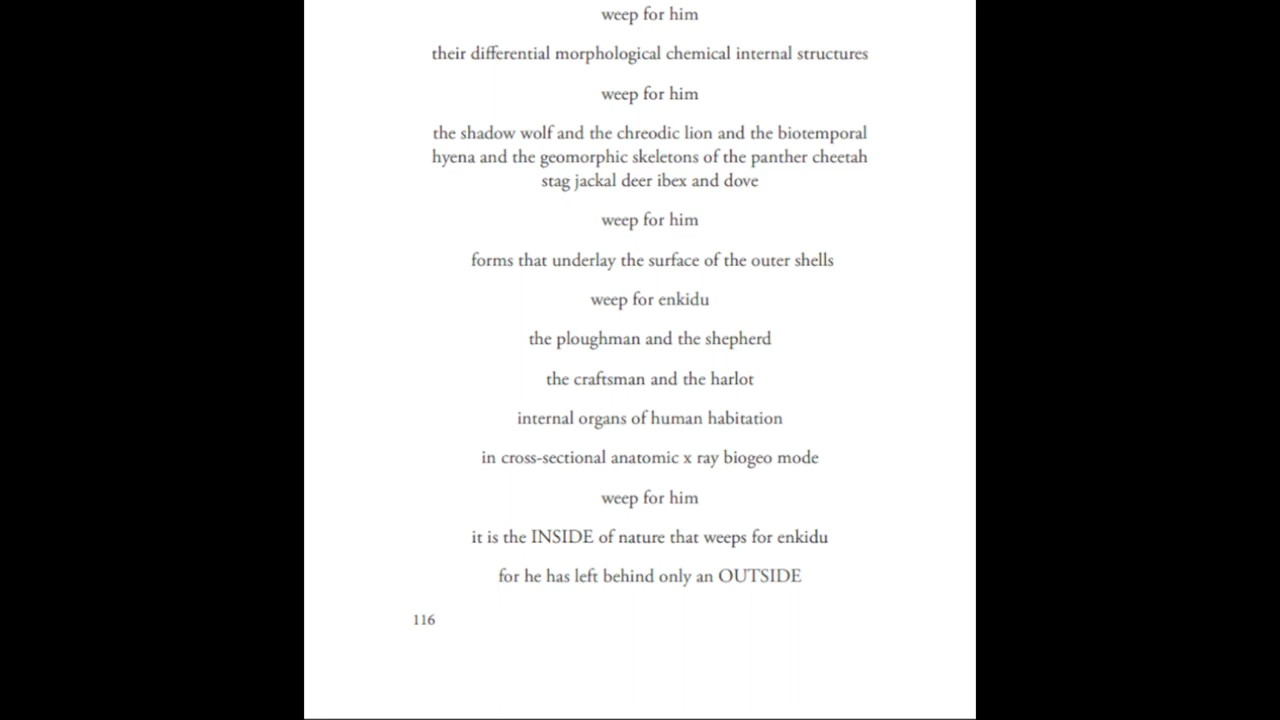 weep for him
their differential morphological chemical internal structures
weep for him
the shadow wolf and the chreodic lion and the biotemporal
hyena and the geomorphic skeletons of the panther cheetah
stag jackal deer ibex and dove
weep for him
forms that underlay the surface of the outer shells
weep for enkidu
the ploughman and the shepherd
the craftsman and the harlot
internal organs of human habitation
in cross-sectional anatomic x ray biogeo mode
weep for him
it is the INSIDE of nature that weeps for enkidu
for he has left behind only an OUTSIDE
116